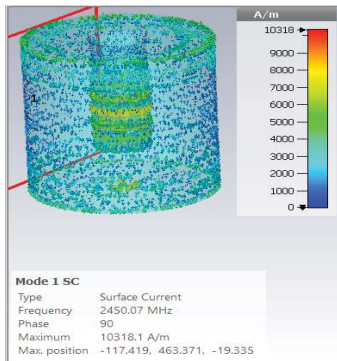 A/m
10318
9000
8000
7000
6000
5000
4000
3000
2000
1000
0
1
Mode 1 SC
Type Surface Current
Frequency 2450.07 MHz
Phase 90
Maximum 10318.1 A/m
Max. position -117.419, 463.371, -19.335